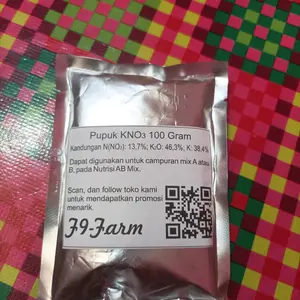 Pupuk KNO₃ 100 Gram
Kandungan N(NO₃): 13,7%; K₂O: 46,3%; K: 38,4%
Dapat digunakan untuk campuran mix A atau
B, pada Nutrisi AB Mix.
Scan, dan follow toko kami
untuk mendapatkan promosi
menarik.
J9-Farm